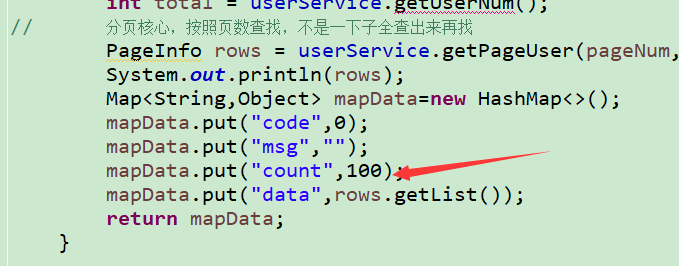 int total = userService.getUserNum();
// 分页核心，按照页数查找，不是一下子全查出来再找
PageInfo rows = userService.getPageUser(pageNum,
System.out.println(rows);
Map<String,Object> mapData=new HashMap<>();
mapData.put("code",0);
mapData.put("msg","");
mapData.put("count",100);
mapData.put("data",rows.getList());
return mapData;
}